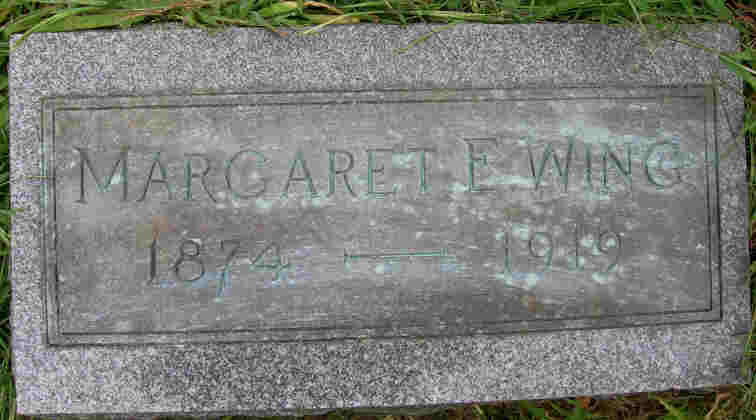 MARGARET E WING
1874 — 1919